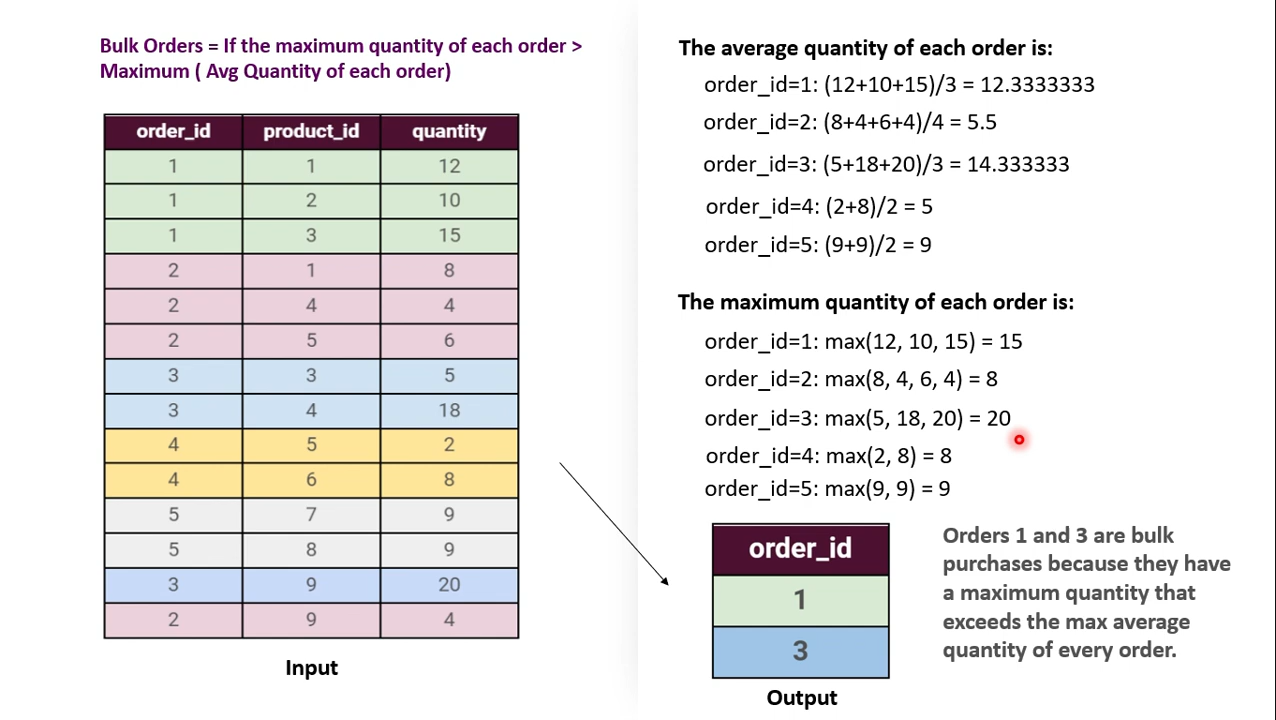 Bulk Orders = If the maximum quantity of each order >
Maximum ( Avg Quantity of each order)
order_id product_id quantity
1 1 12
1 2 10
1 3 15
2 1 8
2 4 4
2 5 6
3 3 5
3 4 18
4 5 2
4 6 8
5 7 9
5 8 9
3 9 20
2 9 4
Input
The average quantity of each order is:
order_id=1: (12+10+15)/3 = 12.3333333
order_id=2: (8+4+6+4)/4 = 5.5
order_id=3: (5+18+20)/3 = 14.333333
order_id=4: (2+8)/2 = 5
order_id=5: (9+9)/2 = 9
The maximum quantity of each order is:
order_id=1: max(12, 10, 15) = 15
order_id=2: max(8, 4, 6, 4) = 8
order_id=3: max(5, 18, 20) = 20
order_id=4: max(2, 8) = 8
order_id=5: max(9, 9) = 9
order_id
1
3
Output
Orders 1 and 3 are bulk
purchases because they have
a maximum quantity that
exceeds the max average
quantity of every order.